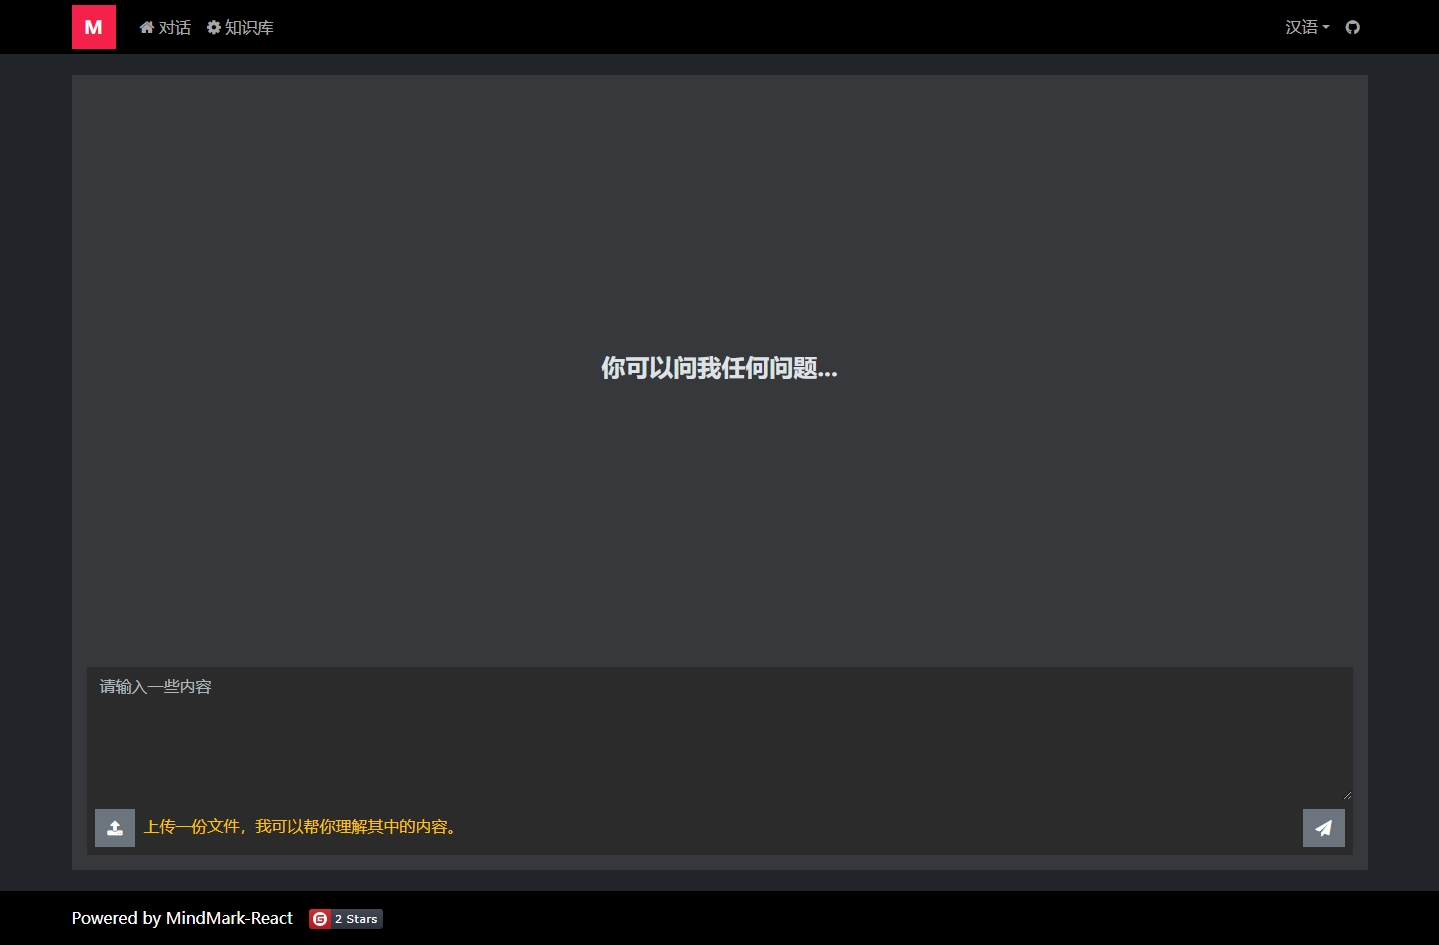 M 对话 知识库 汉语
你可以问我任何问题...
请输入一些内容
上传一份文件，我可以帮你理解其中的内容。
Powered by MindMark-React G 2 Stars